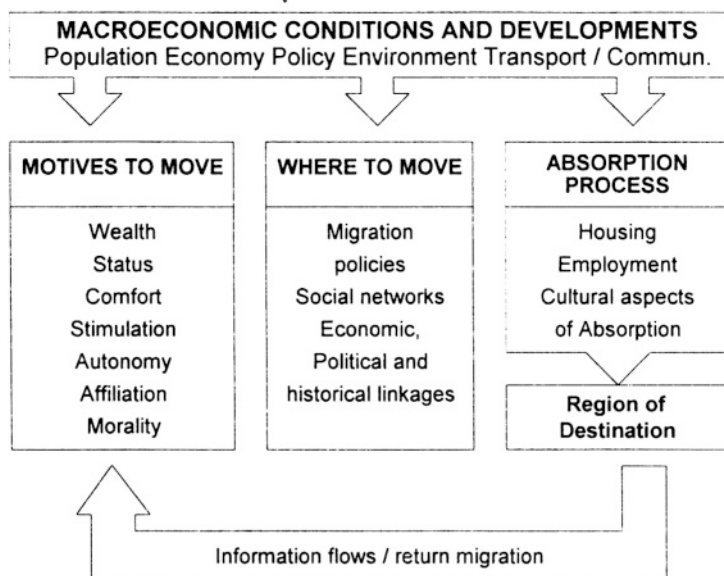 MACROECONOMIC CONDITIONS AND DEVELOPMENTS
Population Economy Policy Environment Transport / Commun.
MOTIVES TO MOVE
Wealth
Status
Comfort
Stimulation
Autonomy
Affiliation
Morality
WHERE TO MOVE
Migration
policies
Social networks
Economic,
Political and
historical linkages
ABSORPTION
PROCESS
Housing
Employment
Cultural aspects
of Absorption
Region of
Destination
Information flows / return migration